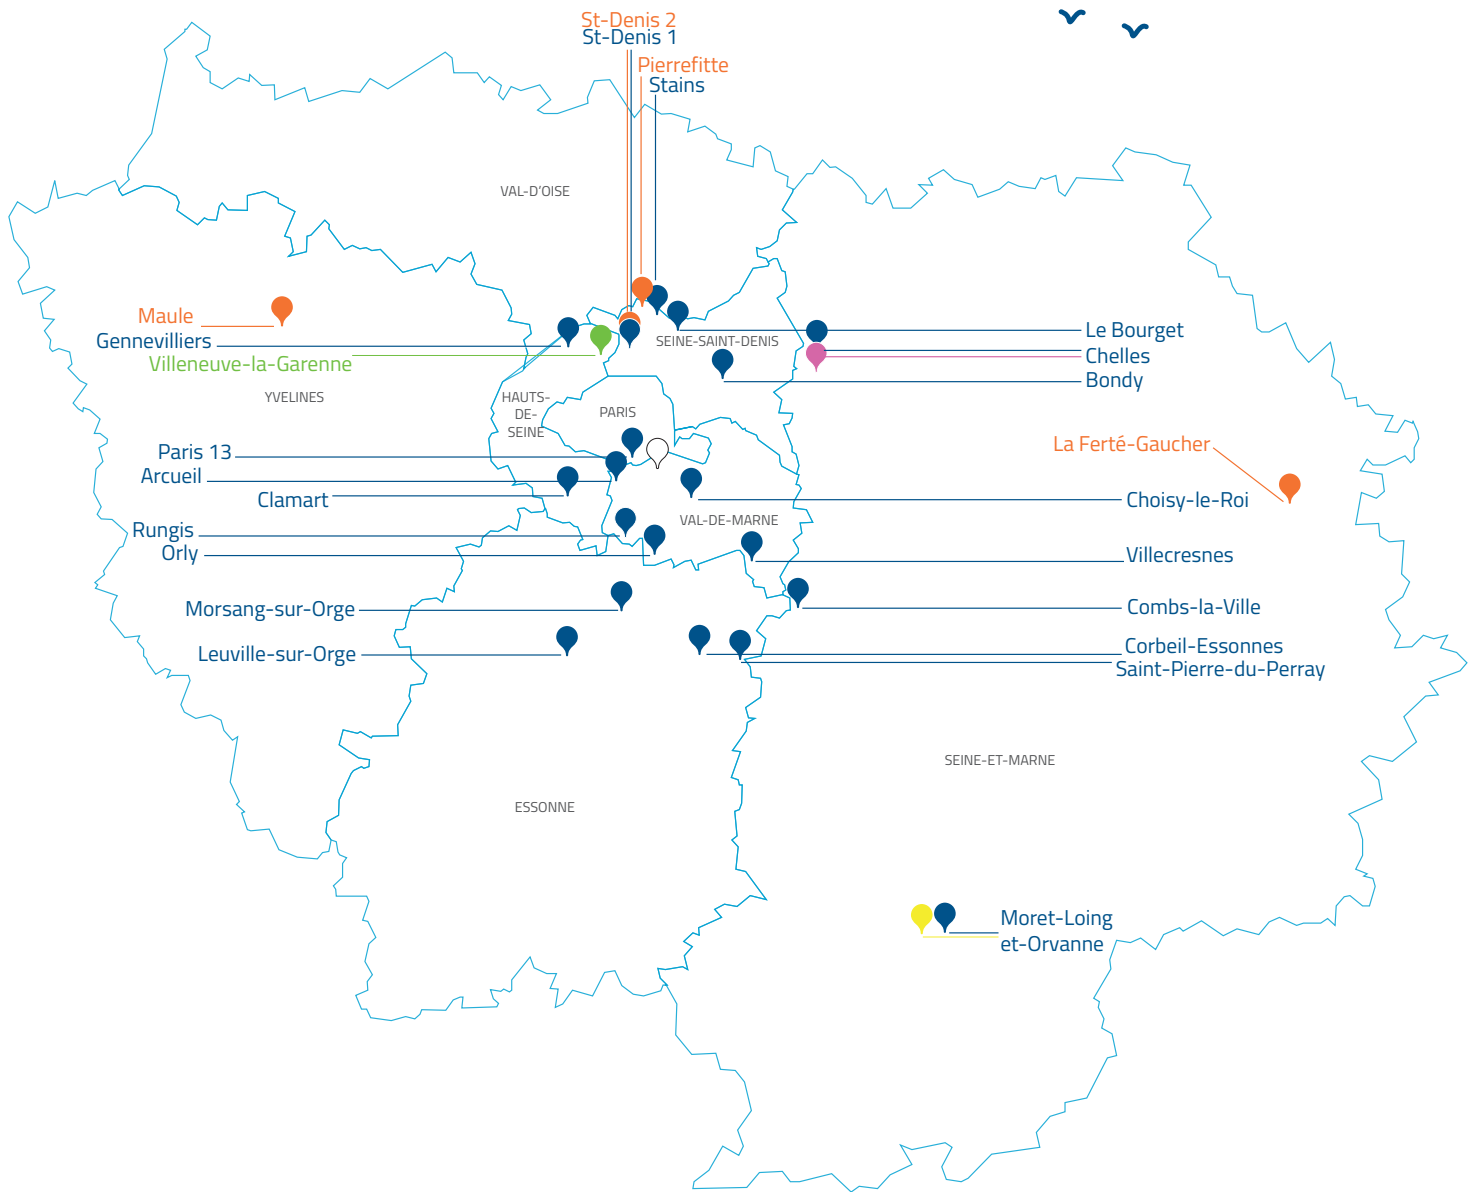 St-Denis 2
St-Denis 1
Pierrefitte
Stains
VAL-D'OISE
Maule
Gennevilliers
Villeneuve-la-Garenne
YVELINES
HAUTS-
DE-
SEINE
PARIS
SEINE-SAINT-DENIS
Le Bourget
Chelles
Bondy
La Ferté-Gaucher
Paris 13
Arcueil
Clamart
Rungis
Orly
Choisy-le-Roi
VAL-DE-MARNE
Villecresnes
Morsang-sur-Orge
Leuville-sur-Orge
Combs-la-Ville
Corbeil-Essonnes
Saint-Pierre-du-Perray
SEINE-ET-MARNE
ESSONNE
Moret-Loing
et-Orvanne